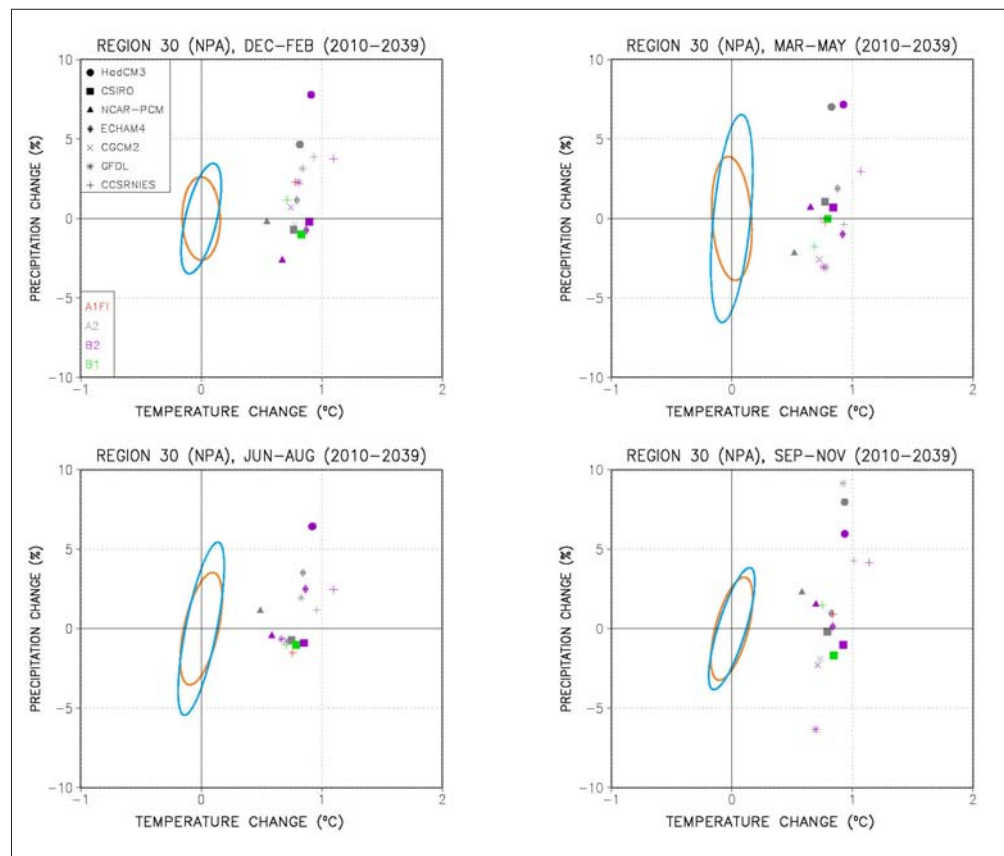 REGION 30 (NPA), DEC-FEB (2010-2039)
PRECIPITATION CHANGE (%)
10
5
0
-5
-10
HadCM3
CSIRO
NCAR-PCM
ECHAM4
CGCM2
GFDL
CCSRNIES
A1FI
A2
B2
B1
-1
0
1
2
TEMPERATURE CHANGE (ºC)
REGION 30 (NPA), MAR-MAY (2010-2039)
PRECIPITATION CHANGE (%)
10
5
0
-5
-10
-1
0
1
2
TEMPERATURE CHANGE (ºC)
REGION 30 (NPA), JUN-AUG (2010-2039)
PRECIPITATION CHANGE (%)
10
5
0
-5
-10
-1
0
1
2
TEMPERATURE CHANGE (ºC)
REGION 30 (NPA), SEP-NOV (2010-2039)
PRECIPITATION CHANGE (%)
10
5
0
-5
-10
-1
0
1
2
TEMPERATURE CHANGE (ºC)